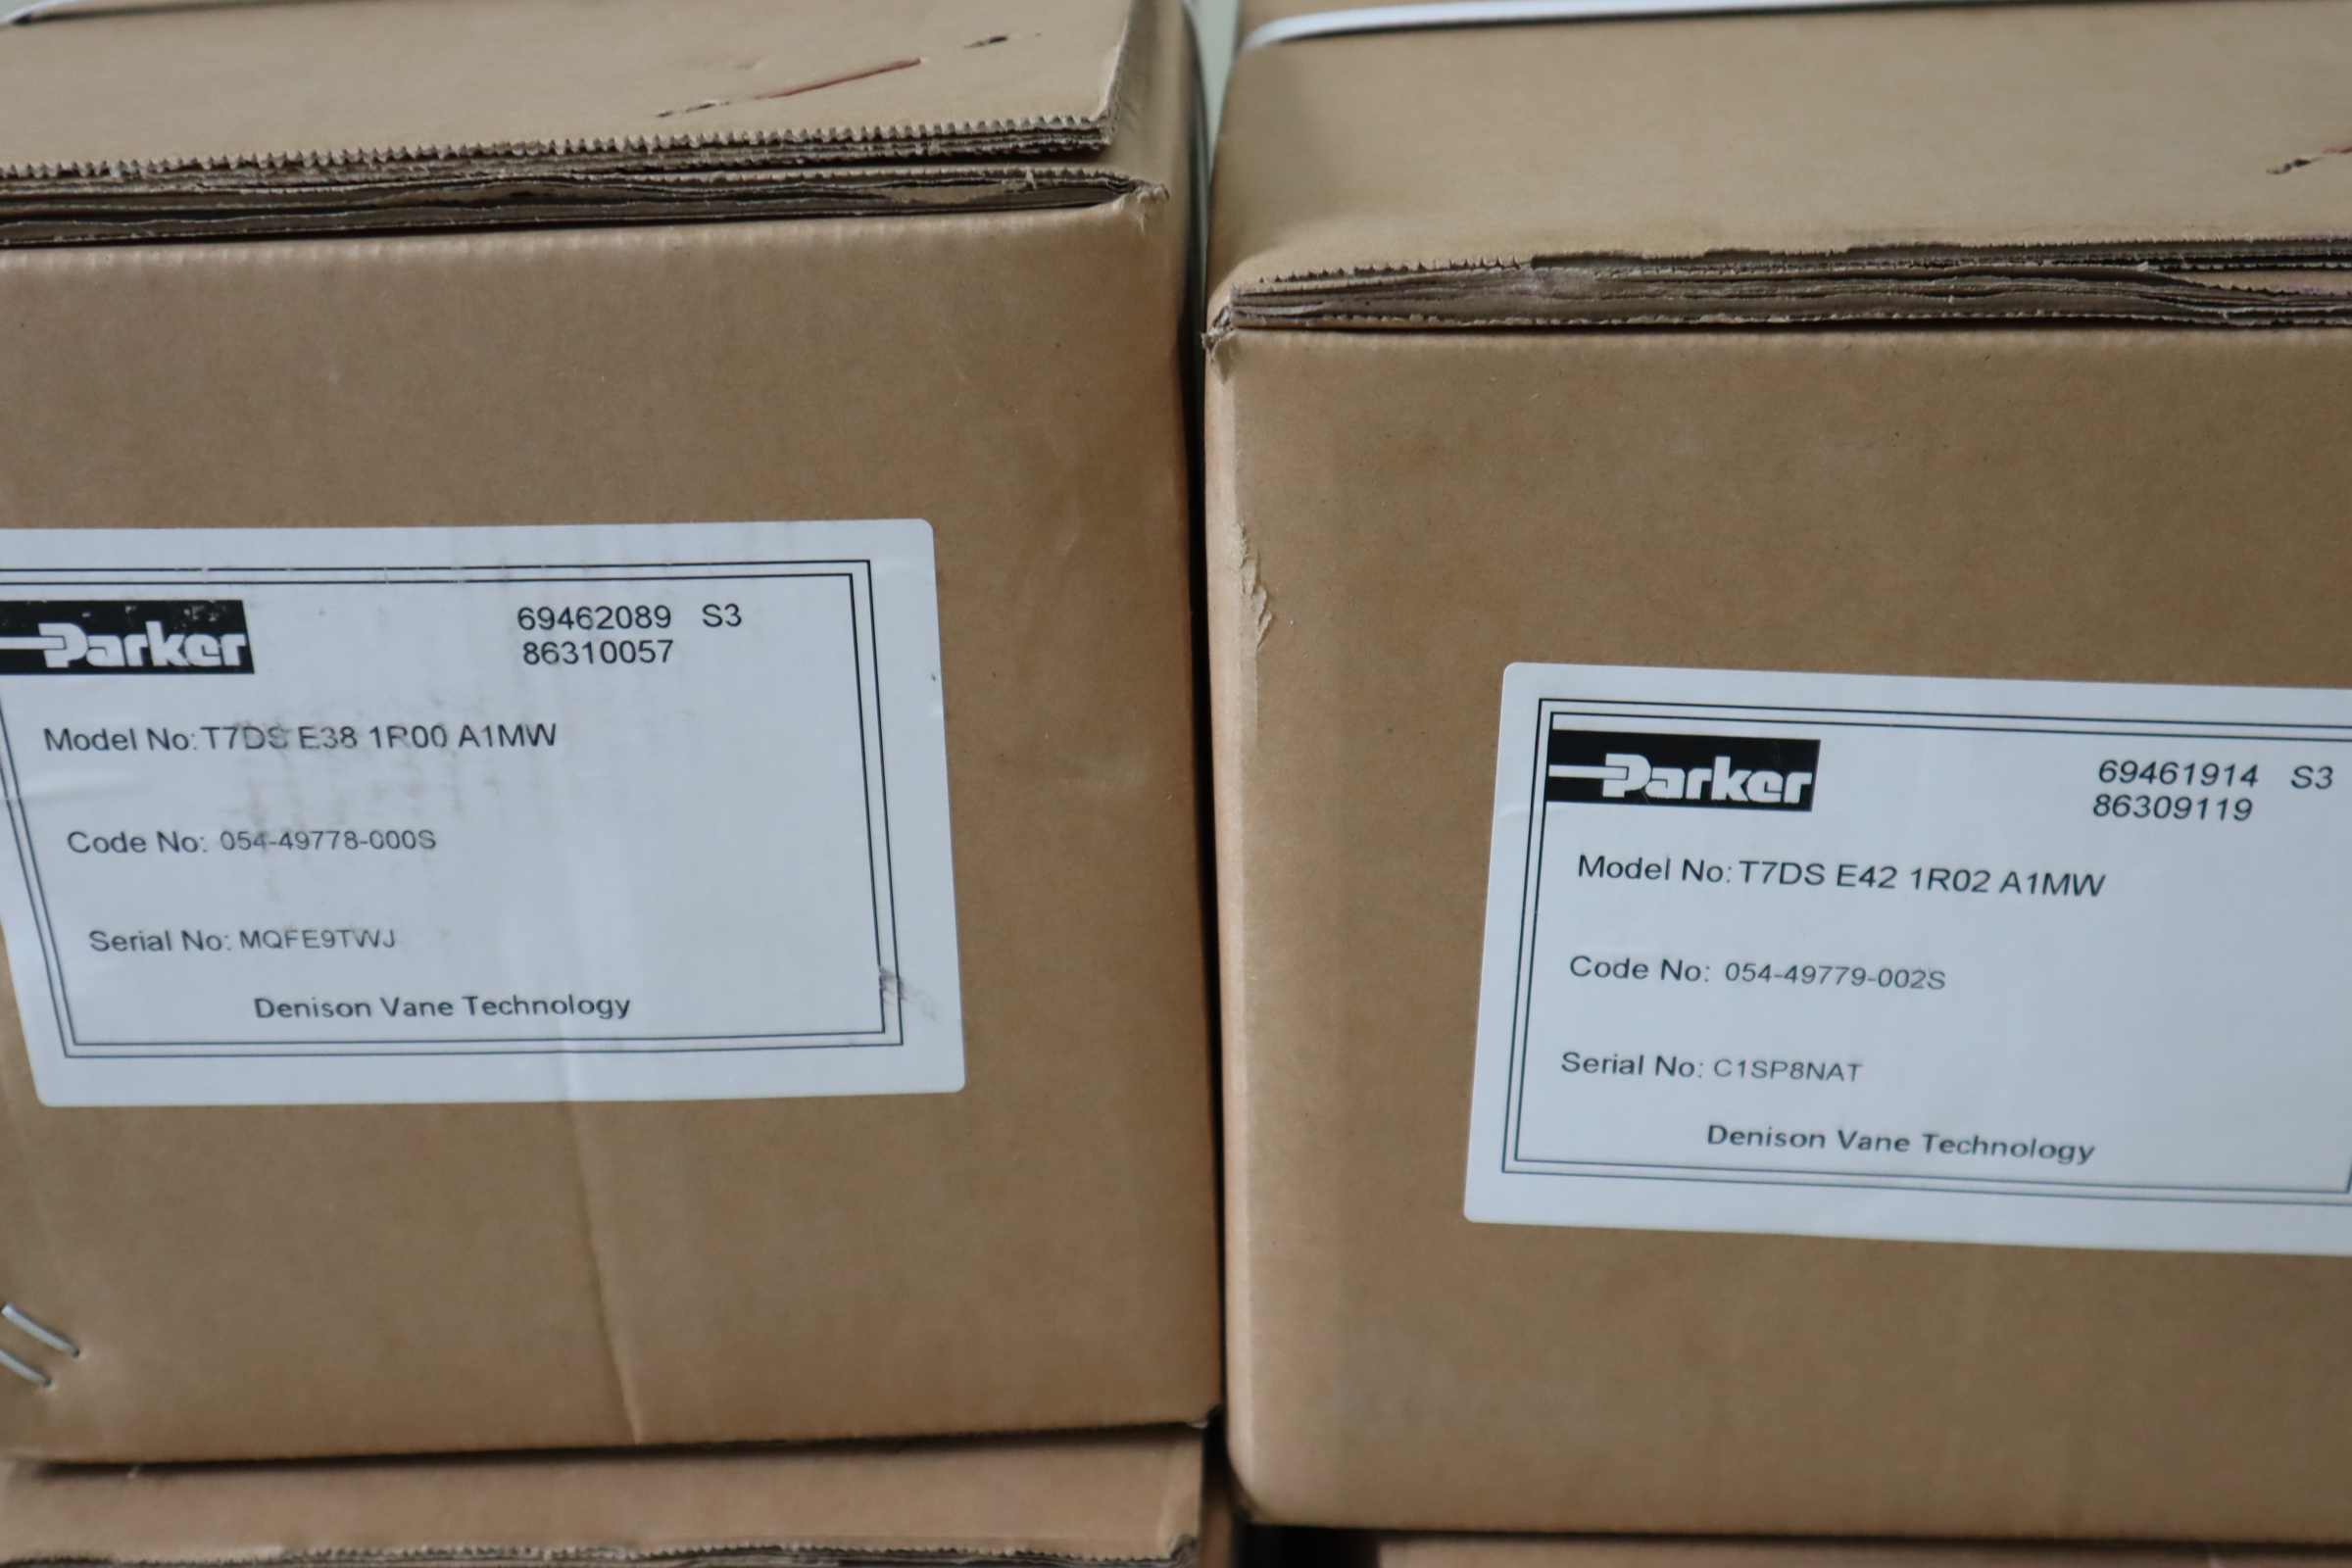 Parker
69462089 S3
86310057
Model No: T7DS E38 1R00 A1MW
Code No: 054-49778-000S
Serial No: MQFE9TWJ
Denison Vane Technology
Parker
69461914 S3
86309119
Model No: T7DS E42 1R02 A1MW
Code No: 054-49779-002S
Serial No: C1SP8NAT
Denison Vane Technology